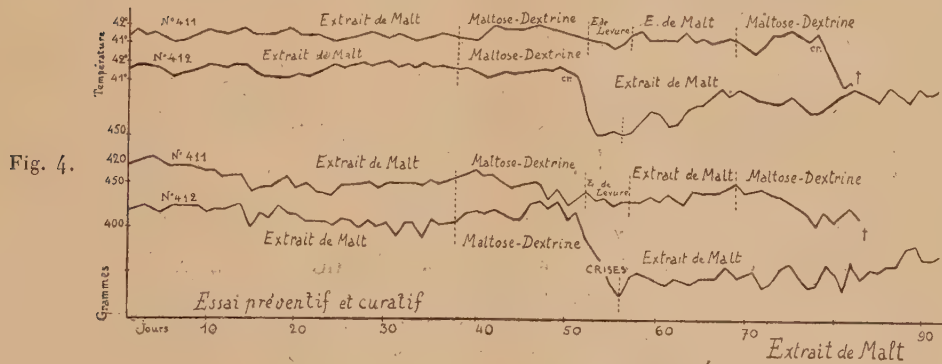 42°
N° 411
Extrait de Malt
Maltose-Dextrine
E. de Levure
E. de Malt
Maltose-Dextrine
41°
cr.
42°
N° 412
Extrait de Malt
Maltose-Dextrine
41°
cr.
†
Extrait de Malt
Température
450
Fig. 4.
420
N° 411
Extrait de Malt
Maltose-Dextrine
E. de Levure
Extrait de Malt
Maltose-Dextrine
450
N° 412
400
Extrait de Malt
Maltose-Dextrine
†
CRISES
Extrait de Malt
Grammes
Essai préventif et curatif
Jours
10
20
30
40
50
60
70
80
90
Extrait de Malt